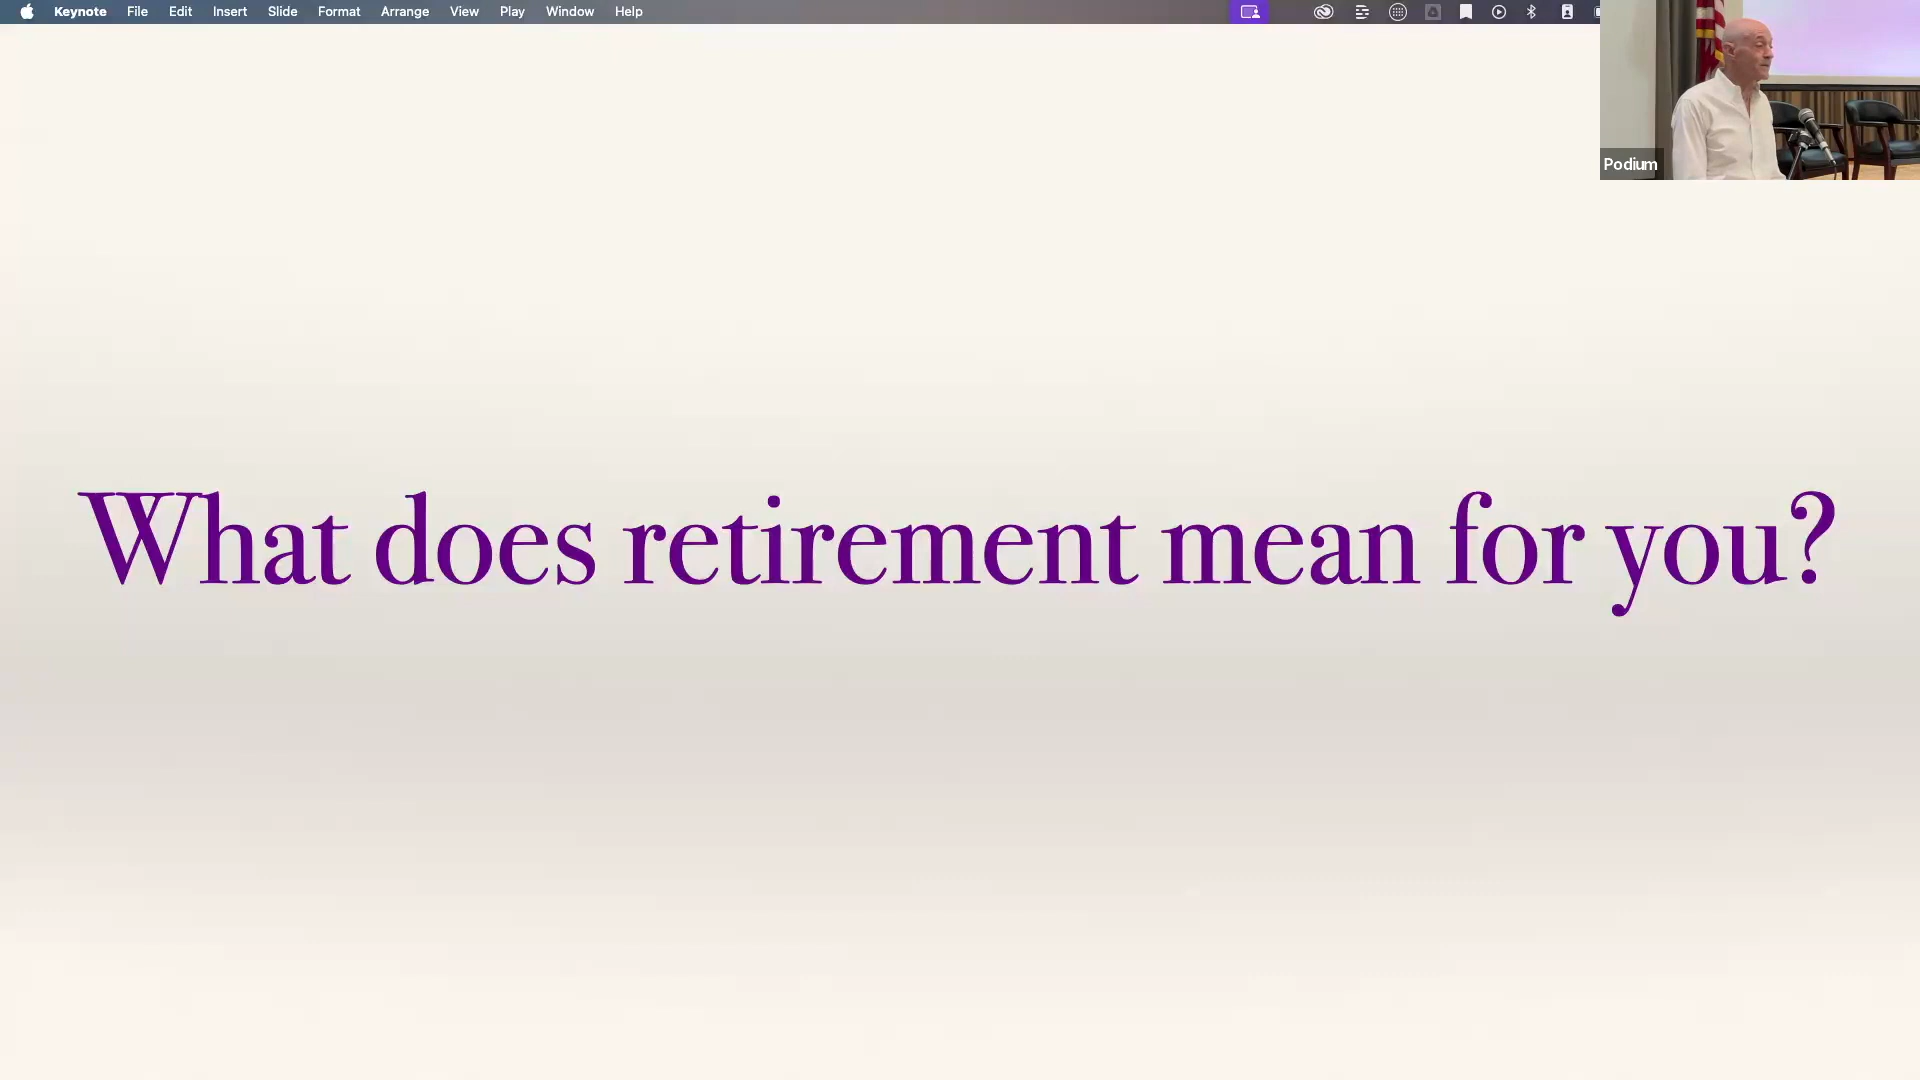 Keynote File Edit Insert Slide Format Arrange View Play Window Help
Podium
What does retirement mean for you?